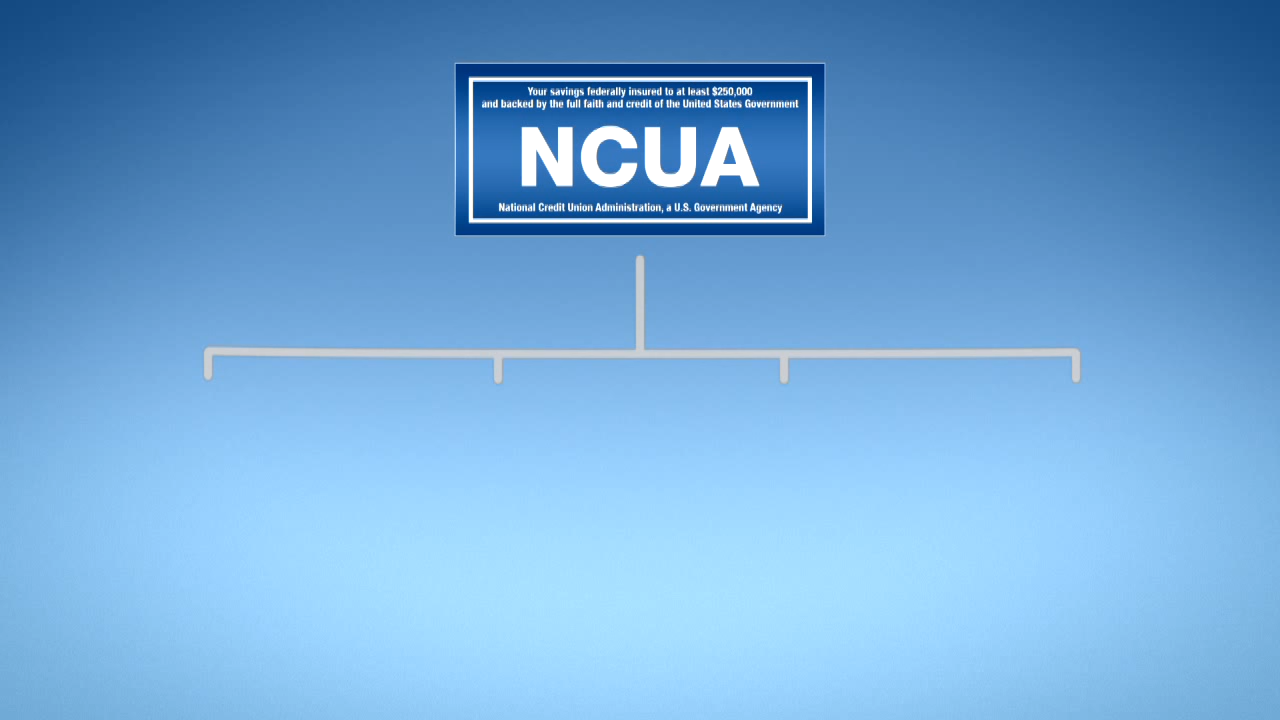 Your savings federally insured to at least $250,000
and backed by the full faith and credit of the United States Government
NCUA
National Credit Union Administration, a U.S. Government Agency